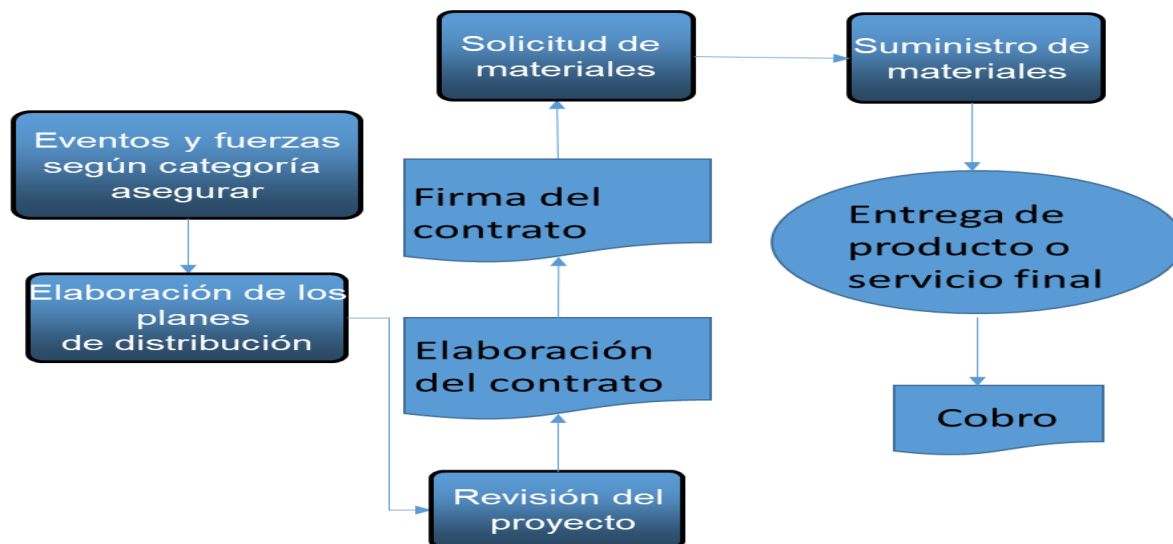 Eventos y fuerzas
según categoría
asegurar
Elaboración de los
planes
de distribución
Revisión del
proyecto
Elaboración
del contrato
Firma del
contrato
Solicitud de
materiales
Suministro de
materiales
Entrega de
producto o
servicio final
Cobro